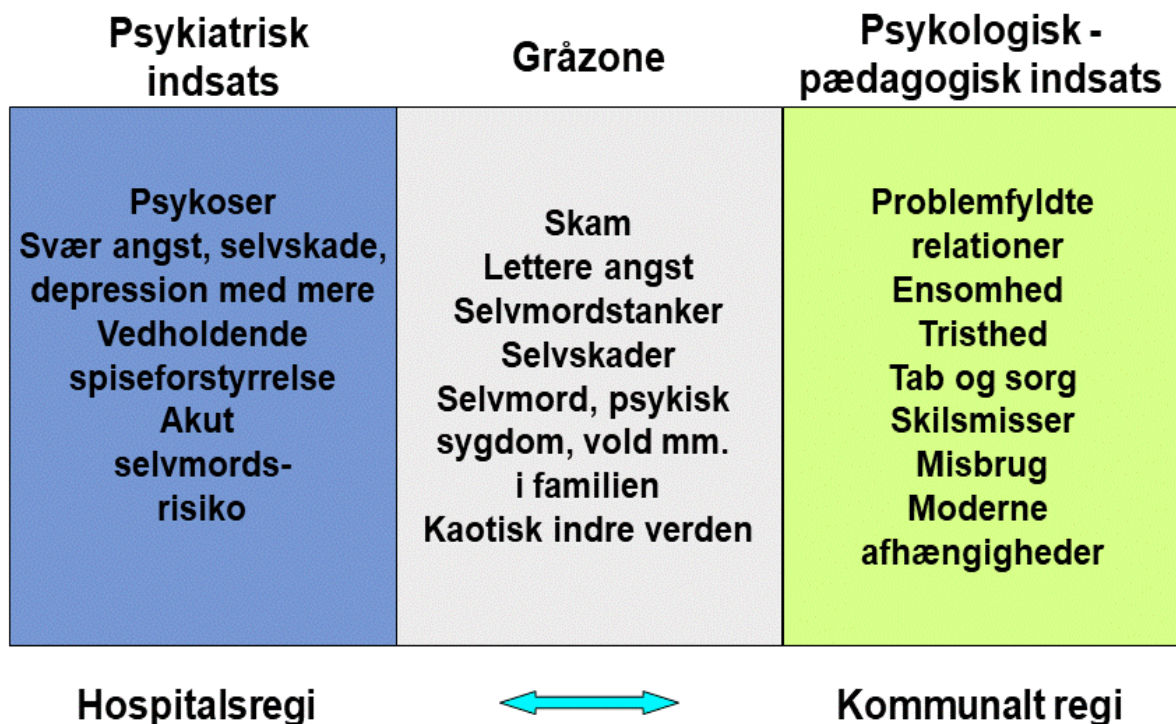 Psykiatrisk
indsats
Gråzone
Psykologisk -
pædagogisk indsats
Psykoser
Svær angst, selvskade,
depression med mere
Vedholdende
spiseforstyrrelse
Akut
selvmords-
risiko
Skam
Lettere angst
Selvmordstanker
Selvskader
Selvmord, psykisk
sygdom, vold mm.
i familien
Kaotisk indre verden
Problemfyldte
relationer
Ensomhed
Tristhed
Tab og sorg
Skilsmisser
Misbrug
Moderne
afhængigheder
Hospitalsregi
Kommunalt regi